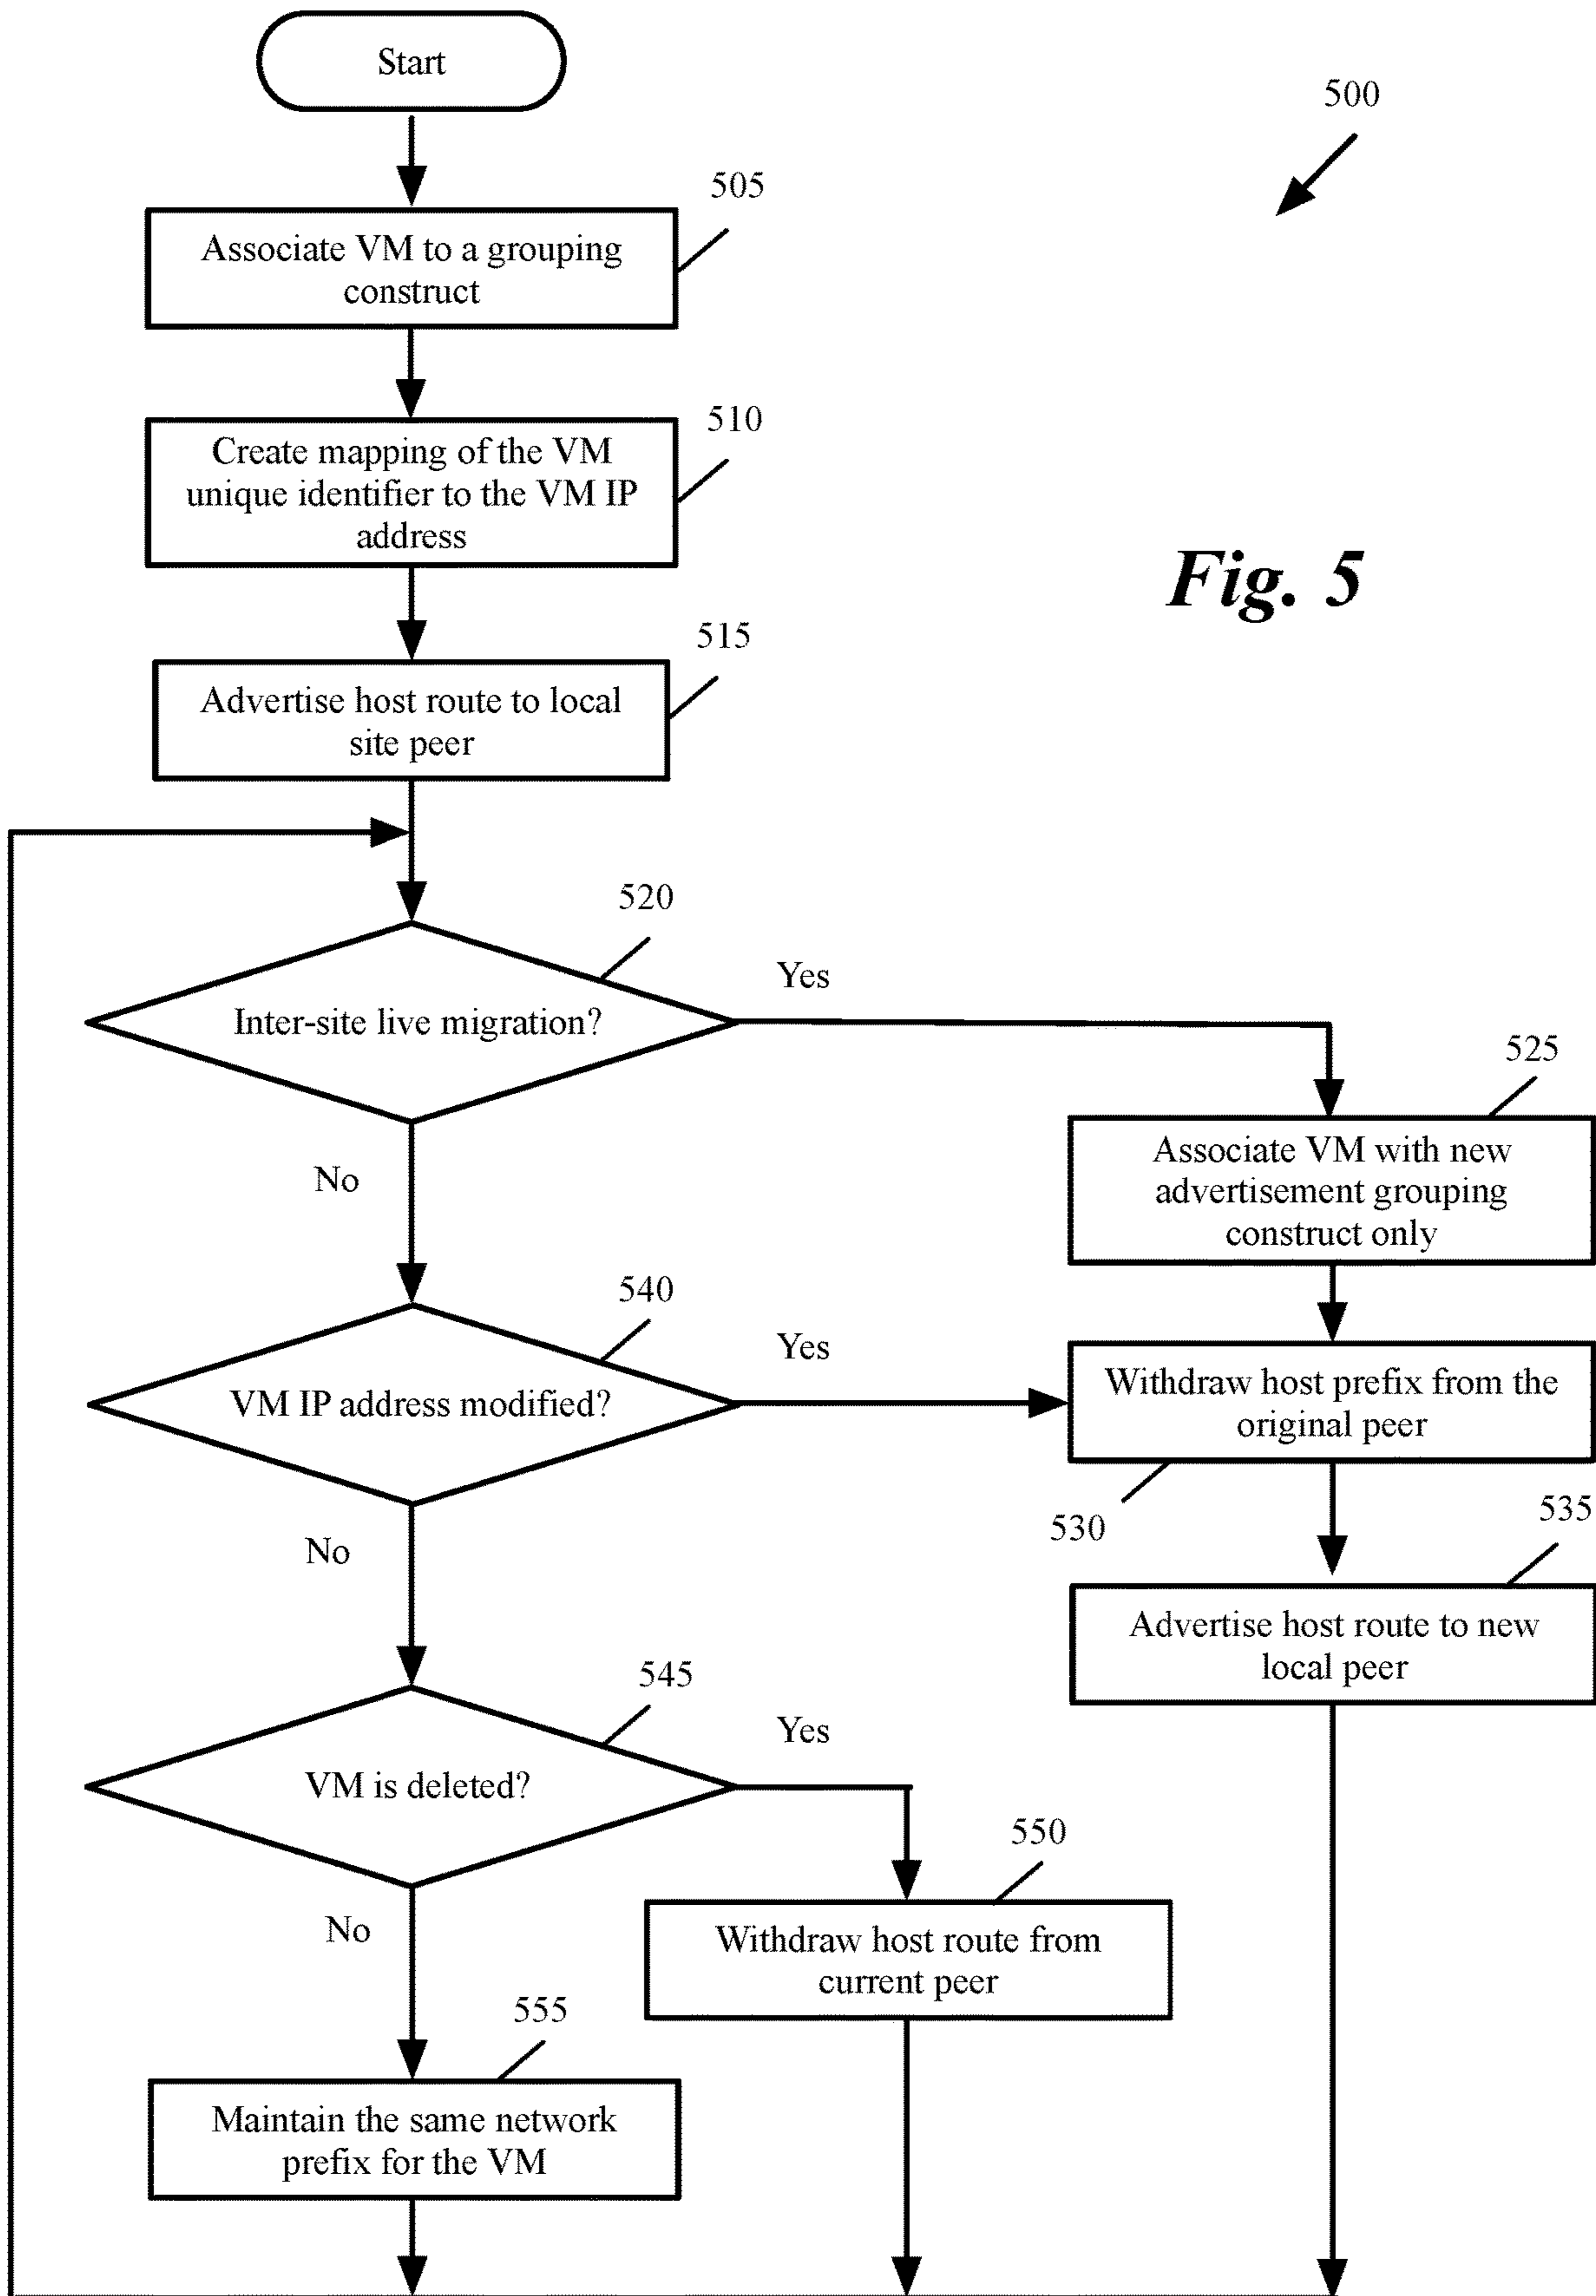 Start
500
505
Associate VM to a grouping
construct
510
Create mapping of the VM
unique identifier to the VM IP
address
Fig. 5
515
Advertise host route to local
site peer
520
Inter-site live migration?
Yes
No
525
Associate VM with new
advertisement grouping
construct only
540
VM IP address modified?
Yes
No
Withdraw host prefix from the
original peer
530
535
Advertise host route to new
local peer
545
VM is deleted?
Yes
No
550
Withdraw host route from
current peer
555
Maintain the same network
prefix for the VM